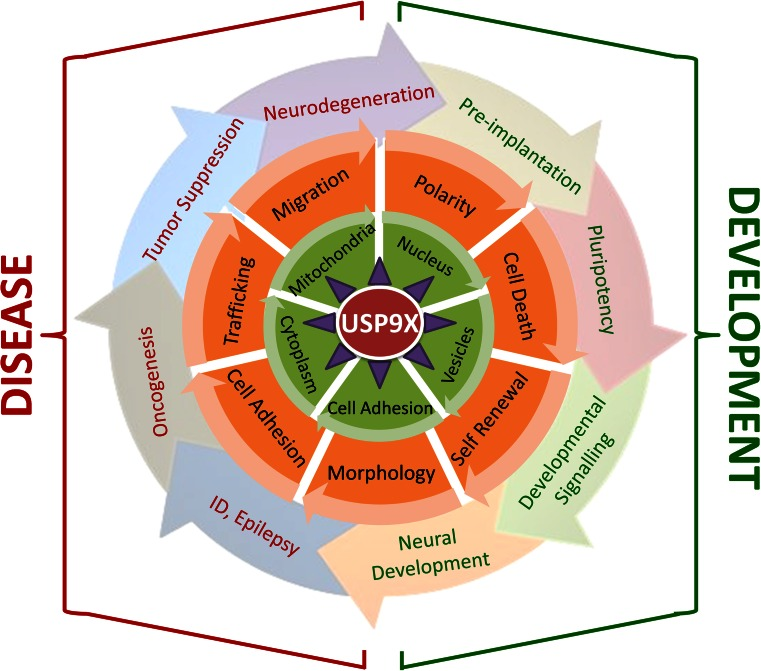 DISEASE
DEVELOPMENT
Neurodegeneration
Pre-implantation
Pluripotency
Developmental
Signalling
Neural
Development
ID, Epilepsy
Oncogenesis
Tumor Suppression
Migration
Polarity
Cell Death
Self Renewal
Morphology
Cell Adhesion
Trafficking
Mitochondria
Nucleus
Vesicles
Cell Adhesion
Cytoplasm
USP9X